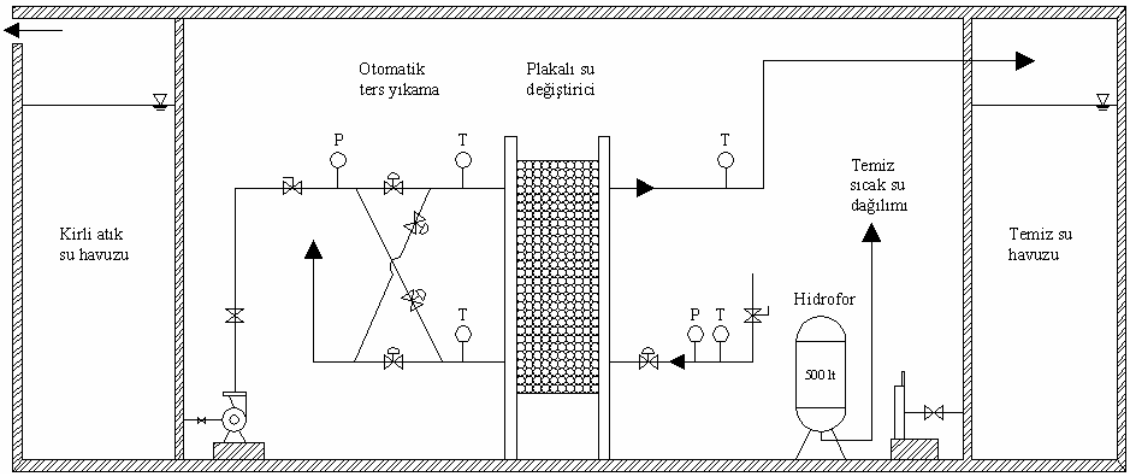 Otomatik
ters yıkama
Plakalı su
değiştirici
P
T
T
Temiz
sıcak su
dağılımı
Kirli atık
su havuzu
Temiz su
havuzu
Hidrofor
T
P
T
500 lt